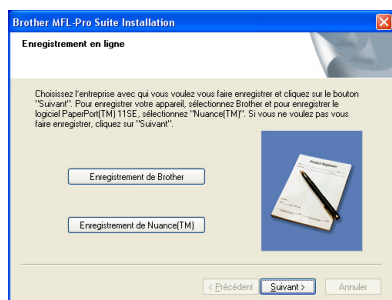 Brother MFL-Pro Suite Installation
Enregistrement en ligne
Choisissez l'entreprise avec qui vous voulez vous faire enregistrer et cliquez sur le bouton
"Suivant". Pour enregistrer votre appareil, sélectionnez Brother et pour enregistrer le
logiciel PaperPort(TM) 11SE, sélectionnez "Nuance(TM)". Si vous ne voulez pas vous
faire enregistrer, cliquez sur "Suivant".
Enregistrement de Brother
Enregistrement de Nuance(TM)
< Précédent
Suivant >
Annuler